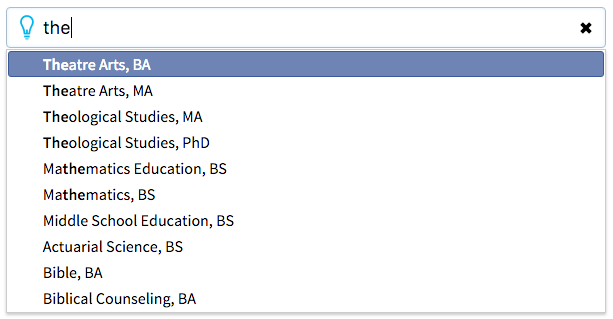 the
Theatre Arts, BA
Theatre Arts, MA
Theological Studies, MA
Theological Studies, PhD
Mathematics Education, BS
Mathematics, BS
Middle School Education, BS
Actuarial Science, BS
Bible, BA
Biblical Counseling, BA